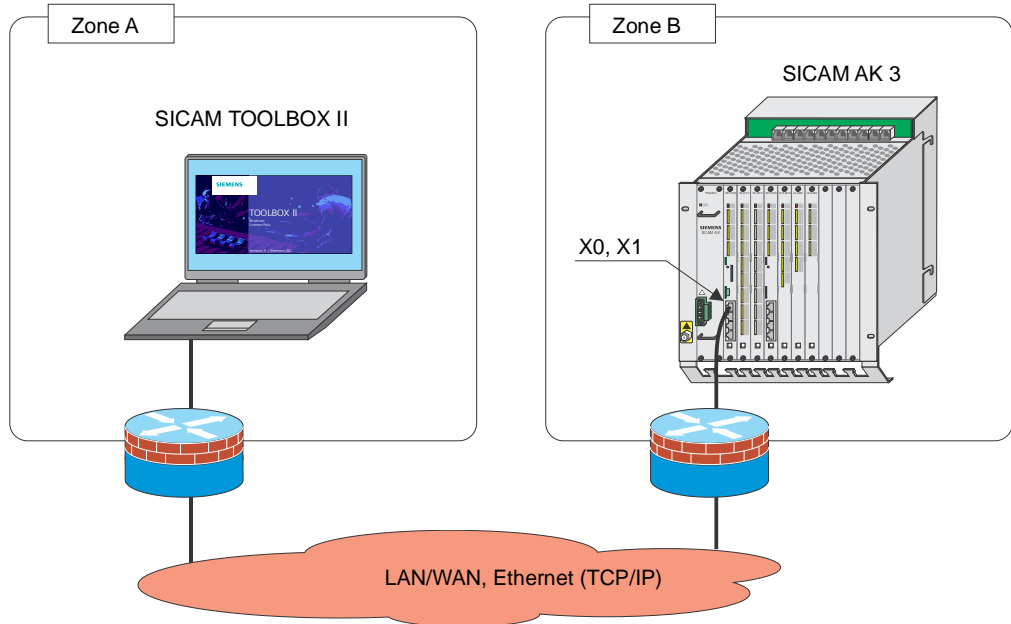 Zone A
Zone B
SICAM AK 3
SICAM TOOLBOX II
SIEMENS
TOOLBOX II
SIEMENS
SICAM AK
X0, X1
LAN/WAN, Ethernet (TCP/IP)